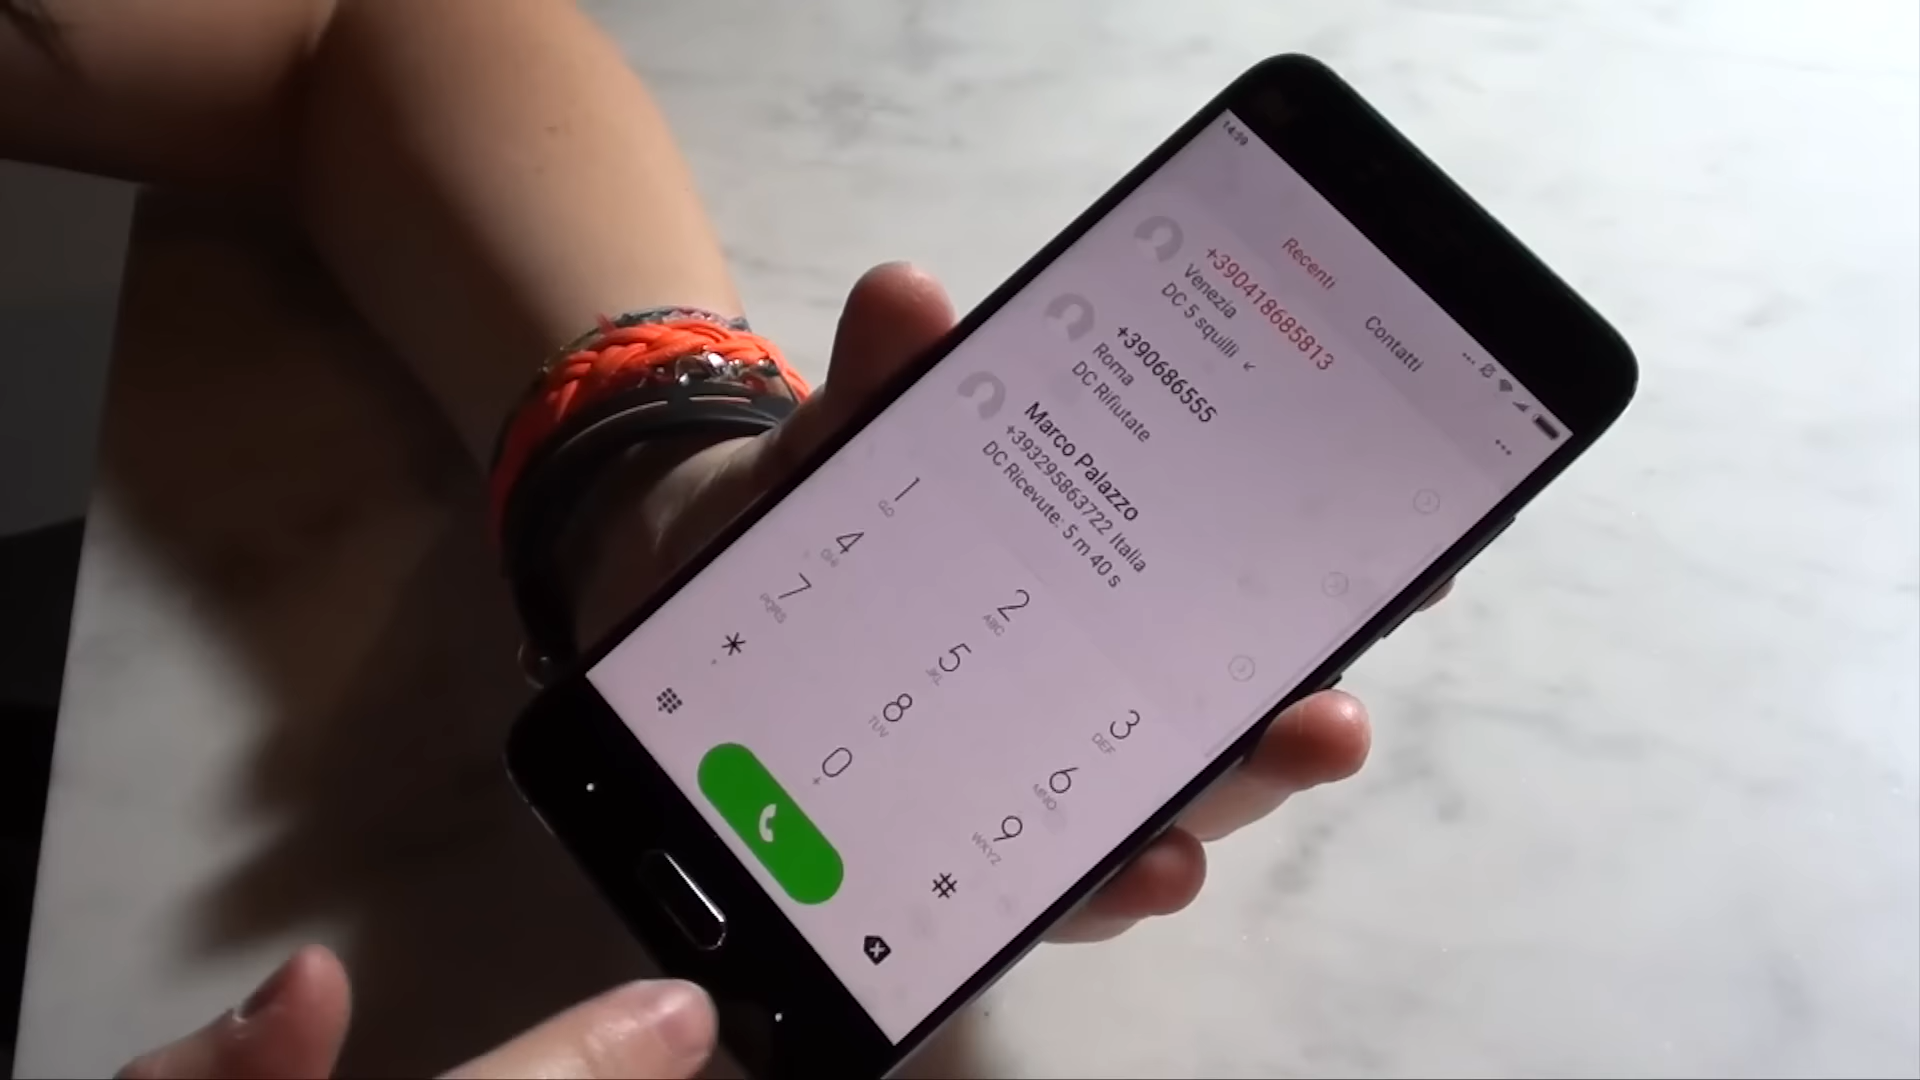 14:39
Recenti
Contatti
+390418685813
Venezia
DC 5 squilli
+390686555
Roma
DC Rifiutate
Marco Palazzo
+393295863722 Italia
DC Ricevute: 5 m 40 s
1
2
ABC
3
DEF
4
GHI
5
JKL
6
MNO
7
PQRS
8
TUV
9
WXYZ
*
0
+
#